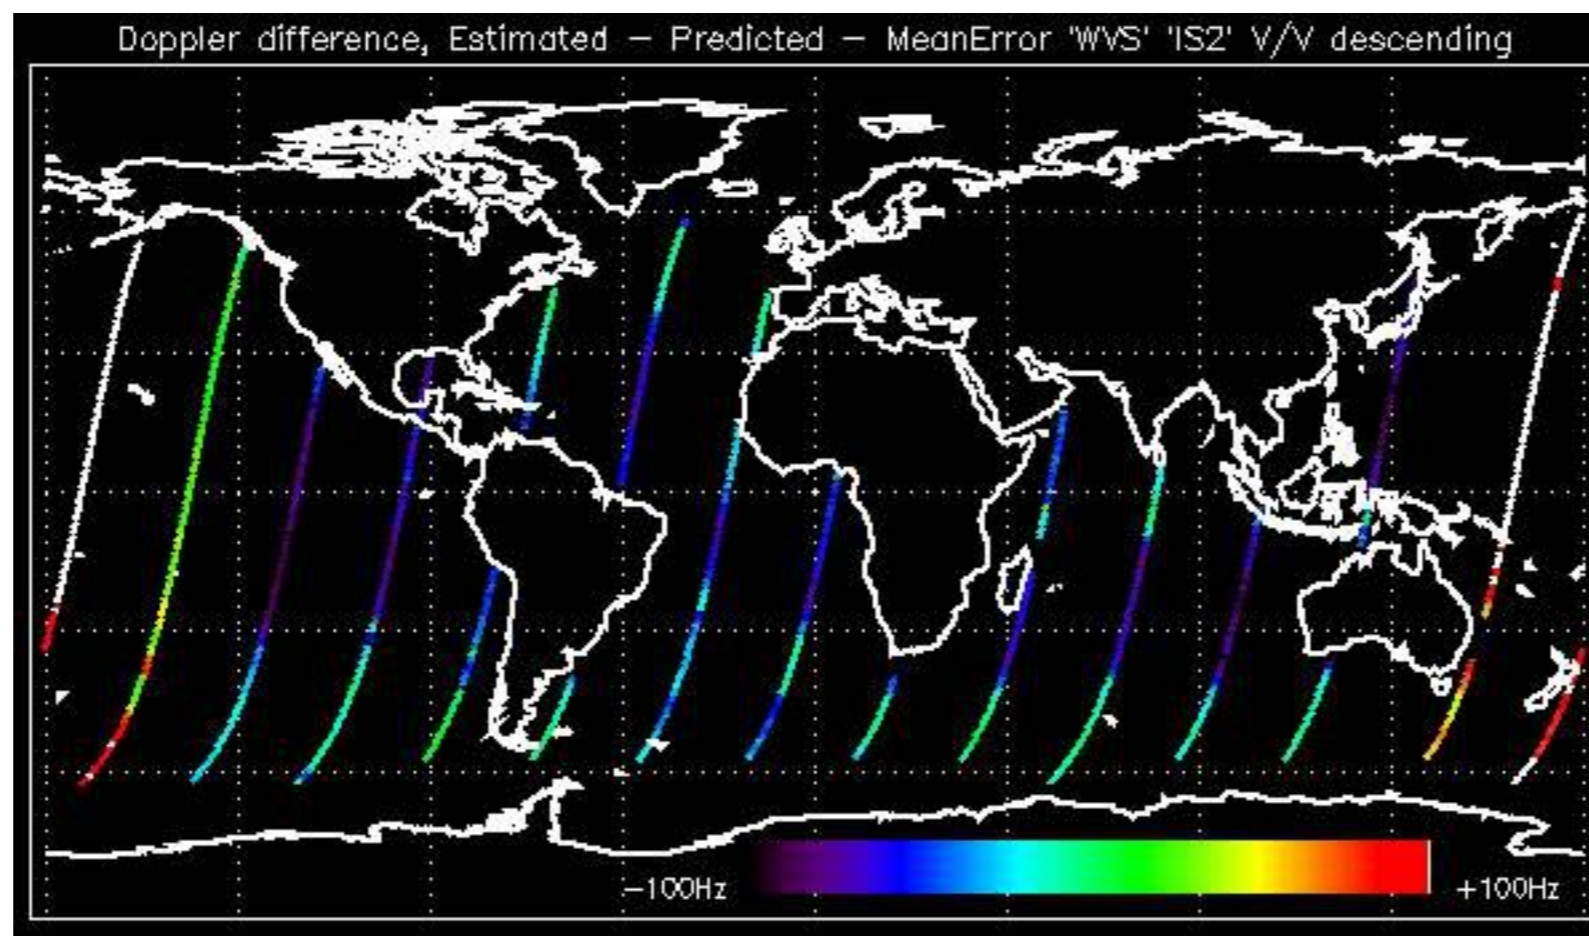 Doppler difference, Estimated – Predicted – MeanError 'WVS' 'IS2' V/V descending
–100Hz +100Hz